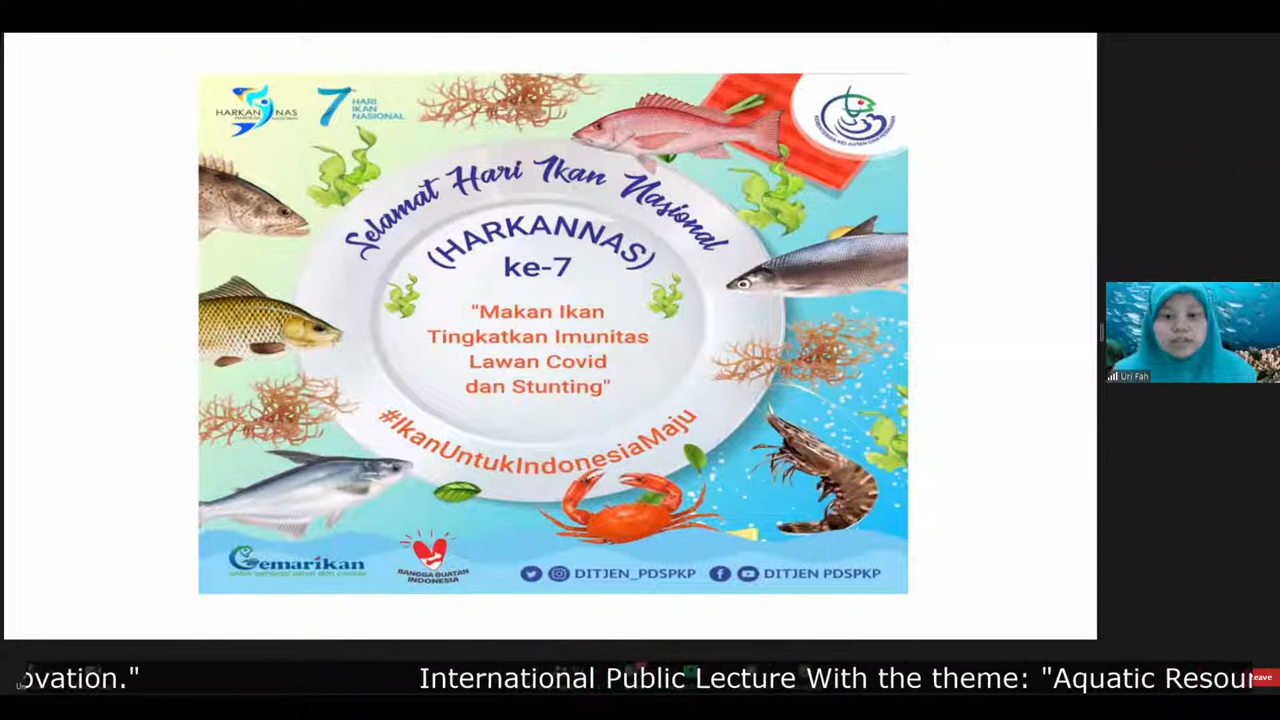 HARKANNAS
7 HARI
IKAN
NASIONAL
Selamat Hari Ikan Nasional
(HARKANNAS)
ke-7
"Makan Ikan
Tingkatkan Imunitas
Lawan Covid
dan Stunting"
#IkanUntukIndonesiaMaju
Gemarikan
BANGGA BUATAN
INDONESIA
DITJEN_PDSPKP
DITJEN PDSPKP
Uri Fah
ovation." International Public Lecture With the theme: "Aquatic Resour